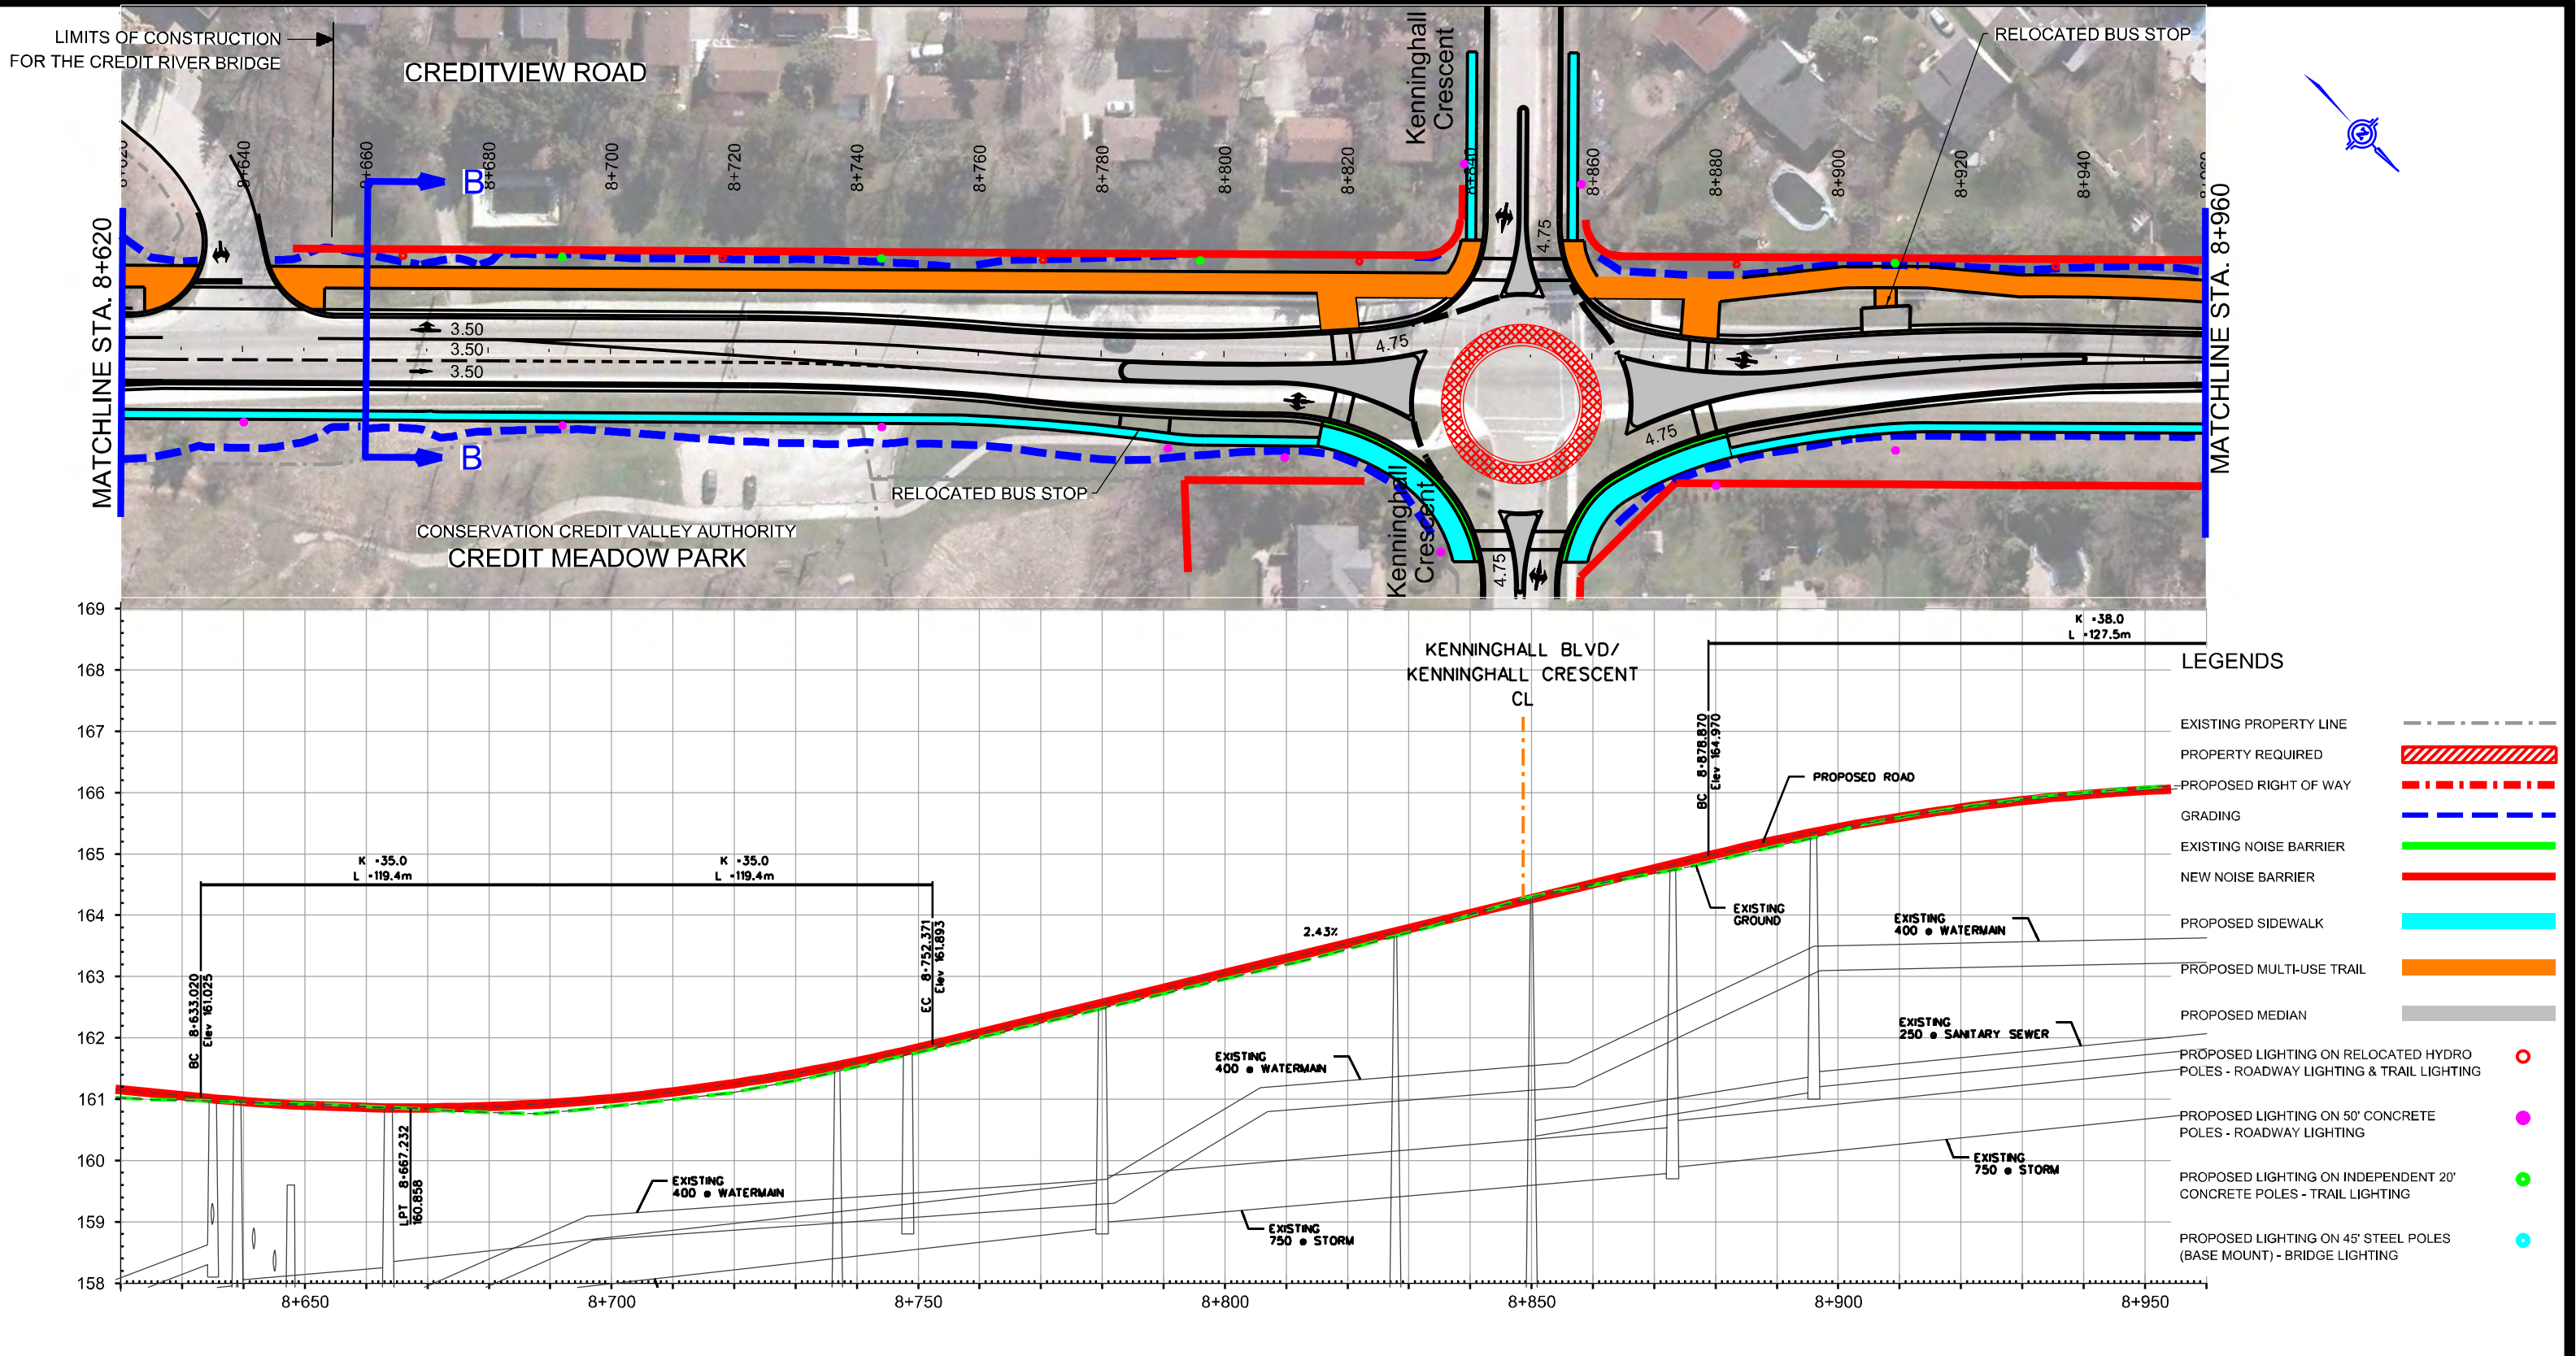 LIMITS OF CONSTRUCTION
FOR THE CREDIT RIVER BRIDGE
CREDITVIEW ROAD
Kenninghall
Crescent
RELOCATED BUS STOP
8+620
8+640
8+660
8+680
8+700
8+720
8+740
8+760
8+780
8+800
8+820
8+840
8+860
8+880
8+900
8+920
8+940
8+960
B
MATCHLINE STA. 8+620
MATCHLINE STA. 8+960
3.50
3.50
3.50
4.75
4.75
4.75
4.75
B
RELOCATED BUS STOP
Kenninghall
Crescent
CONSERVATION CREDIT VALLEY AUTHORITY
CREDIT MEADOW PARK
169
168
167
166
165
164
163
162
161
160
159
158
KENNINGHALL BLVD/
KENNINGHALL CRESCENT
CL
K =38.0
L =127.5m
BC 8+878.870
Elev 164.970
PROPOSED ROAD
K =35.0
L =119.4m
K =35.0
L =119.4m
BC 8+633.020
Elev 161.025
EC 8+752.371
Elev 161.893
LPT 8+667.232
160.858
2.43%
EXISTING
GROUND
EXISTING
400 ø WATERMAIN
EXISTING
250 ø SANITARY SEWER
EXISTING
400 ø WATERMAIN
EXISTING
750 ø STORM
EXISTING
400 ø WATERMAIN
EXISTING
750 ø STORM
8+650
8+700
8+750
8+800
8+850
8+900
8+950
LEGENDS
EXISTING PROPERTY LINE
PROPERTY REQUIRED
PROPOSED RIGHT OF WAY
GRADING
EXISTING NOISE BARRIER
NEW NOISE BARRIER
PROPOSED SIDEWALK
PROPOSED MULTI-USE TRAIL
PROPOSED MEDIAN
PROPOSED LIGHTING ON RELOCATED HYDRO
POLES - ROADWAY LIGHTING & TRAIL LIGHTING
PROPOSED LIGHTING ON 50' CONCRETE
POLES - ROADWAY LIGHTING
PROPOSED LIGHTING ON INDEPENDENT 20'
CONCRETE POLES - TRAIL LIGHTING
PROPOSED LIGHTING ON 45' STEEL POLES
(BASE MOUNT) - BRIDGE LIGHTING